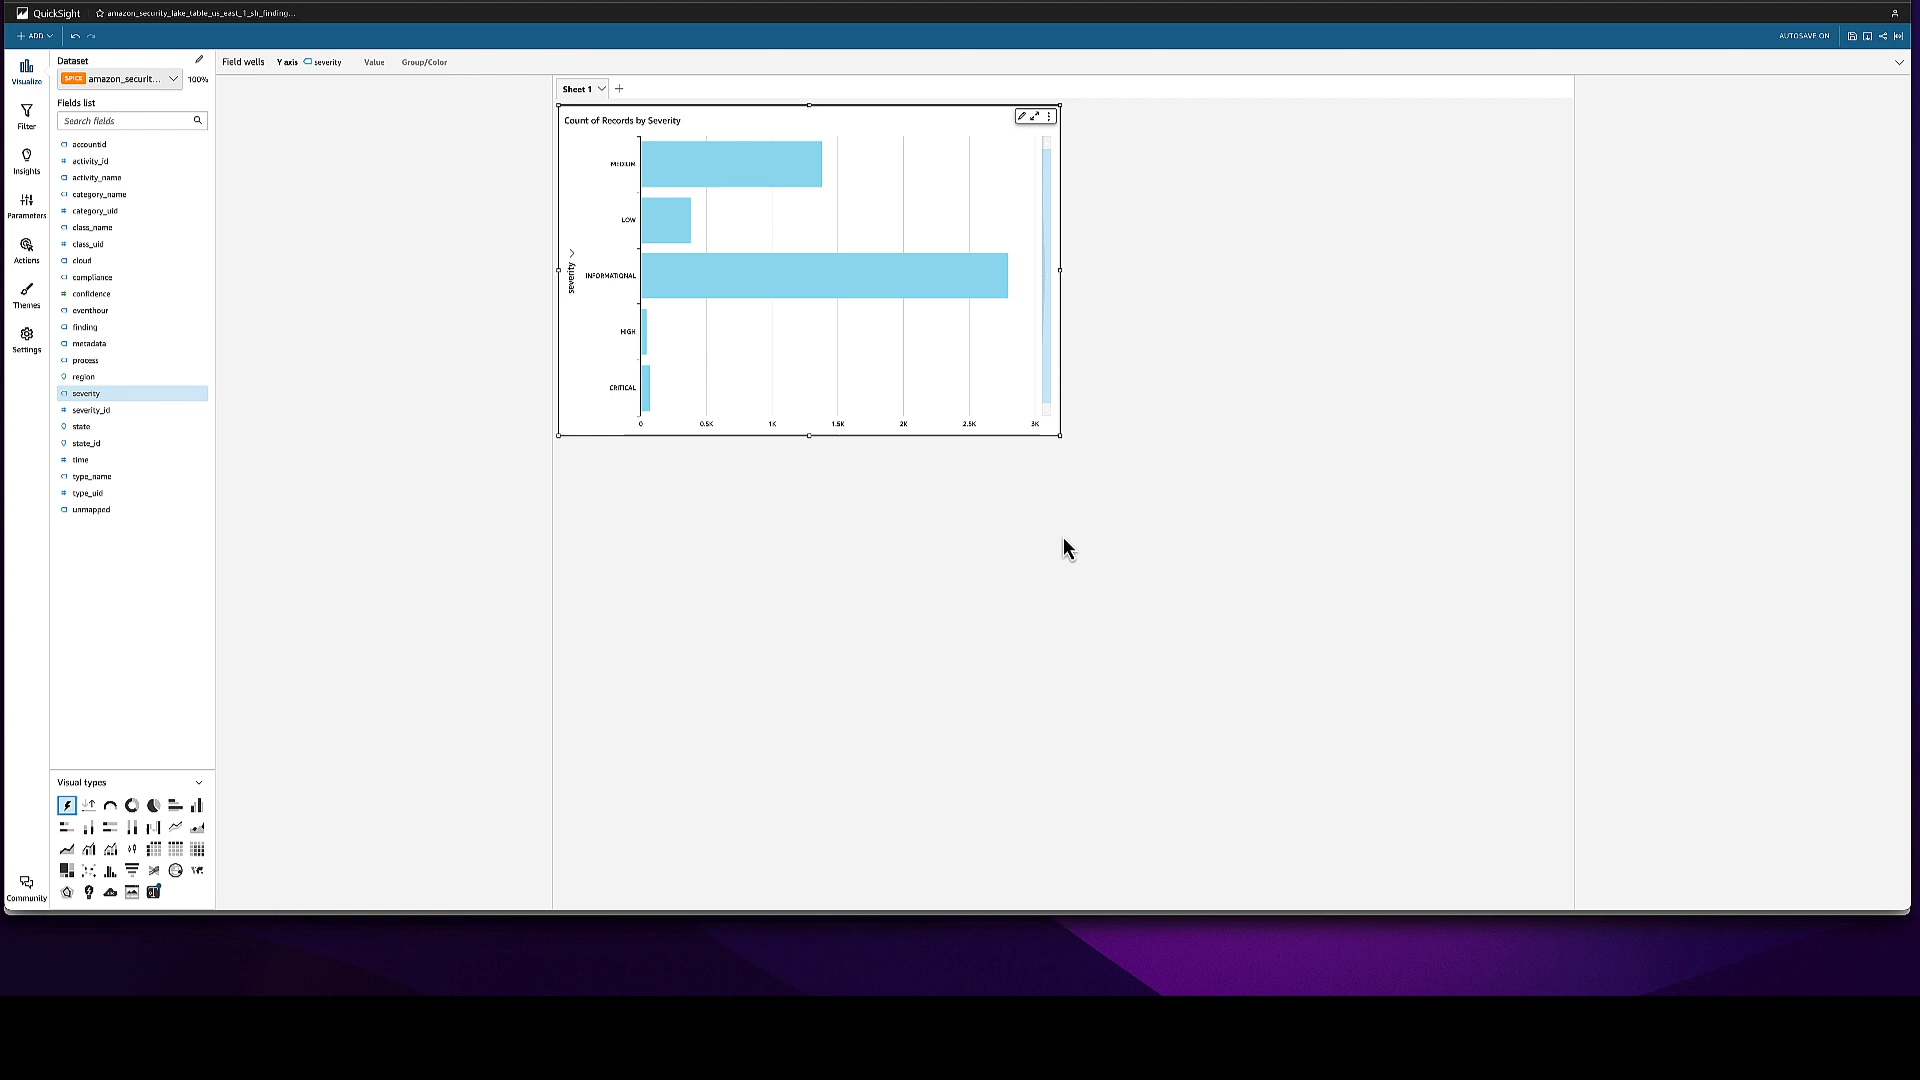 QuickSight
amazon_security_lake_table_us_east_1_sh_finding...
ADD
AUTOSAVE ON
Visualize
Filter
Insights
Parameters
Actions
Themes
Settings
Community
Dataset
SPICE amazon_securit... 100%
Fields list
Search fields
accountid
activity_id
activity_name
category_name
category_uid
class_name
class_uid
cloud
compliance
confidence
eventhour
finding
metadata
process
region
severity
severity_id
state
state_id
time
type_name
type_uid
unmapped
Visual types
Field wells Y axis severity Value Group/Color
Sheet 1
Count of Records by Severity
severity
MEDIUM
LOW
INFORMATIONAL
HIGH
CRITICAL
0 0.5K 1K 1.5K 2K 2.5K 3K